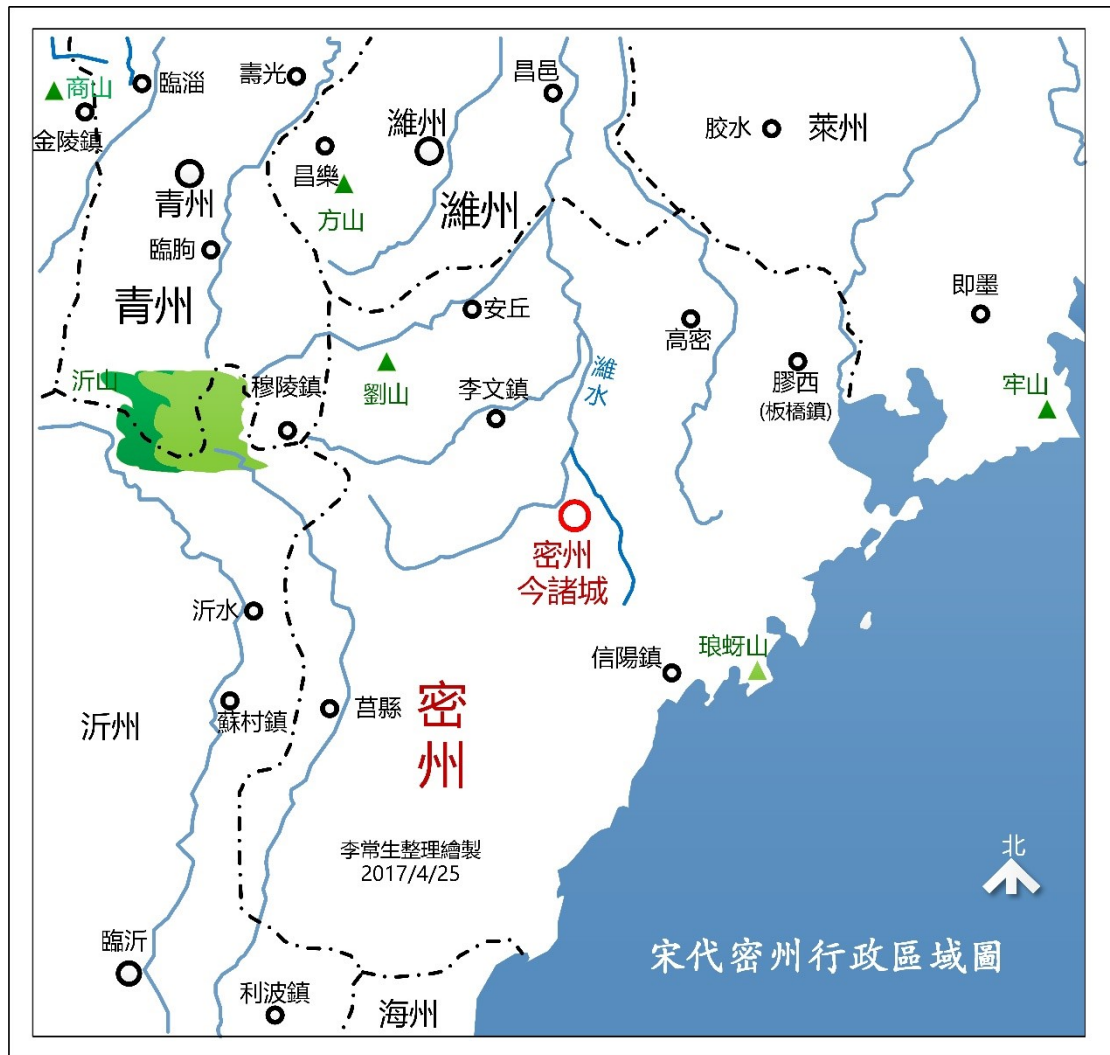 商山
臨淄
壽光
昌邑
金陵鎮
濰州
胶水
萊州
昌樂
青州
方山
濰州
臨朐
青州
安丘
高密
即墨
沂山
穆陵鎮
劉山
李文鎮
濰水
膠西
(板橋鎮)
牢山
密州
今諸城
沂水
信陽鎮
琅蚜山
沂州
蘇村鎮
莒縣
密州
李常生整理繪製
2017/4/25
北
臨沂
宋代密州行政區域圖
利波鎮
海州